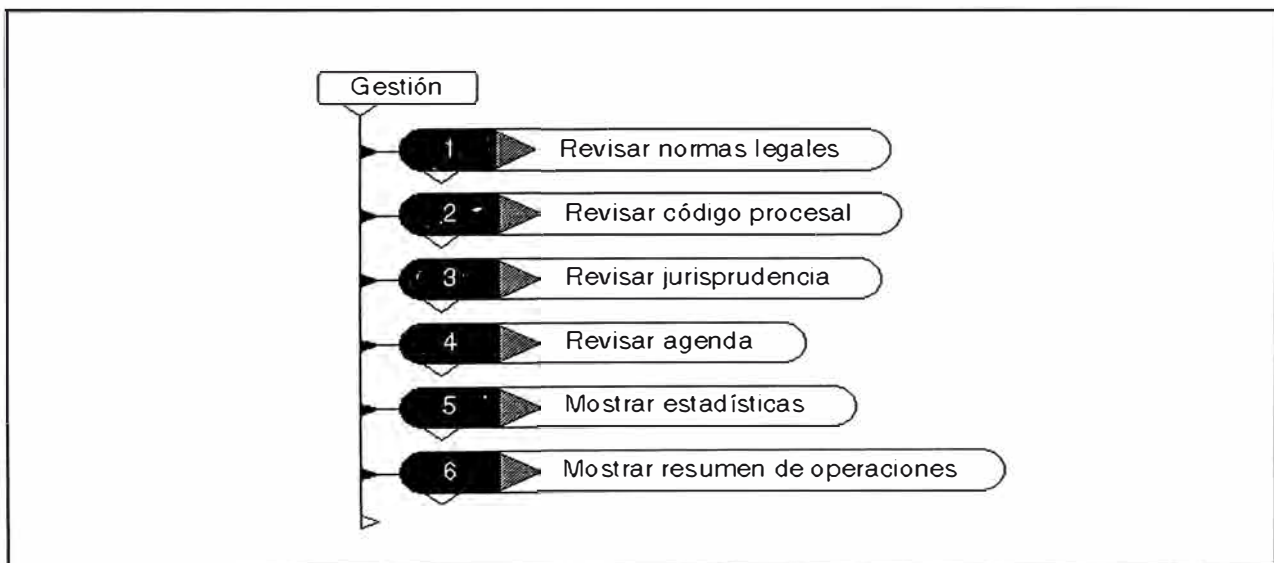 Gestión
1 Revisar normas legales
2 Revisar código procesal
3 Revisar jurisprudencia
4 Revisar agenda
5 Mostrar estadísticas
6 Mostrar resumen de operaciones